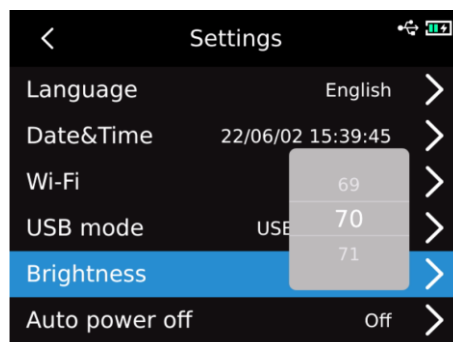 Settings
Language English
Date&Time 22/06/02 15:39:45
Wi-Fi
69
USB mode USB
70
71
Brightness
Auto power off Off